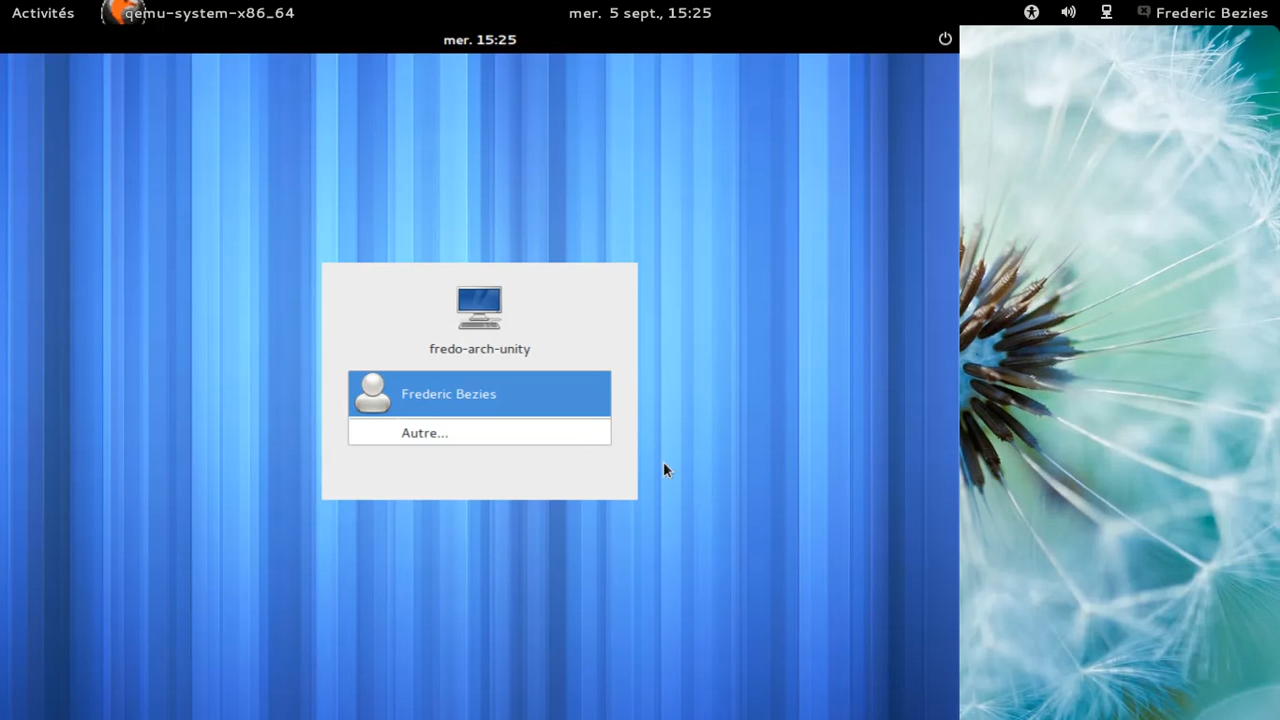 Activités qemu-system-x86_64 mer. 5 sept., 15:25 Frederic Bezies
mer. 15:25
fredo-arch-unity
Frederic Bezies
Autre...